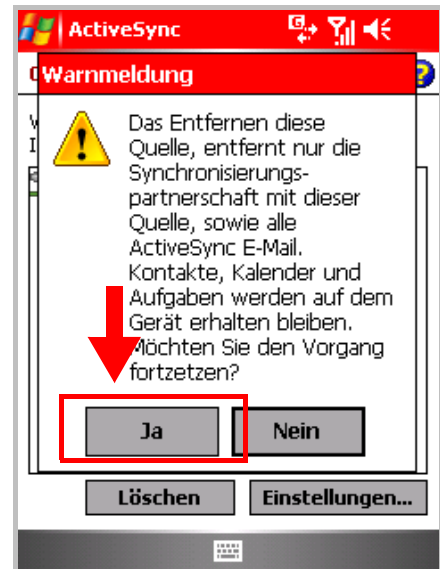 ActiveSync
G
Warnmeldung
Das Entfernen diese
Quelle, entfernt nur die
Synchronisierungs-
partnerschaft mit dieser
Quelle, sowie alle
ActiveSync E-Mail.
Kontakte, Kalender und
Aufgaben werden auf dem
Gerät erhalten bleiben.
Möchten Sie den Vorgang
fortzetzen?
Ja
Nein
Löschen
Einstellungen...